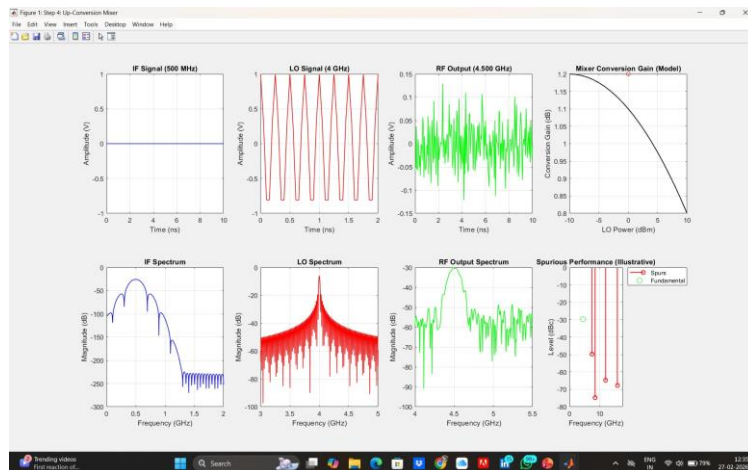 Figure 1: Step 4: Up-Conversion Mixer
File Edit View Insert Tools Desktop Window Help
IF Signal (500 MHz)
1
0.5
0
-0.5
-1
0 2 4 6 8 10
Amplitude (V)
Time (ns)
LO Signal (4 GHz)
1
0.5
0
-0.5
-1
0 0.5 1 1.5 2
Amplitude (V)
Time (ns)
RF Output (4.500 GHz)
0.15
0.1
0.05
0
-0.05
-0.1
-0.15
0 2 4 6 8 10
Amplitude (V)
Time (ns)
Mixer Conversion Gain (Model)
1.2
1.1
1
0.9
0.8
-10 -5 0 5 10
Conversion Gain (dB)
LO Power (dBm)
IF Spectrum
0
-50
-100
-150
-200
-250
-300
0 0.5 1 1.5 2
Magnitude (dB)
Frequency (GHz)
LO Spectrum
0
-20
-40
-60
-80
-100
3 3.5 4 4.5 5
Magnitude (dB)
Frequency (GHz)
RF Output Spectrum
-30
-40
-50
-60
-70
-80
-90
-100
4 4.5 5 5.5
Magnitude (dB)
Frequency (GHz)
Spurious Performance (Illustrative)
0
-10
-20
-30
-40
-50
-60
-70
-80
0 10
Level (dBc)
Frequency (GHz)
Spurs
Fundamental
Trending videos
First reaction of...
Search
ENG
IN
79%
27-02-2026